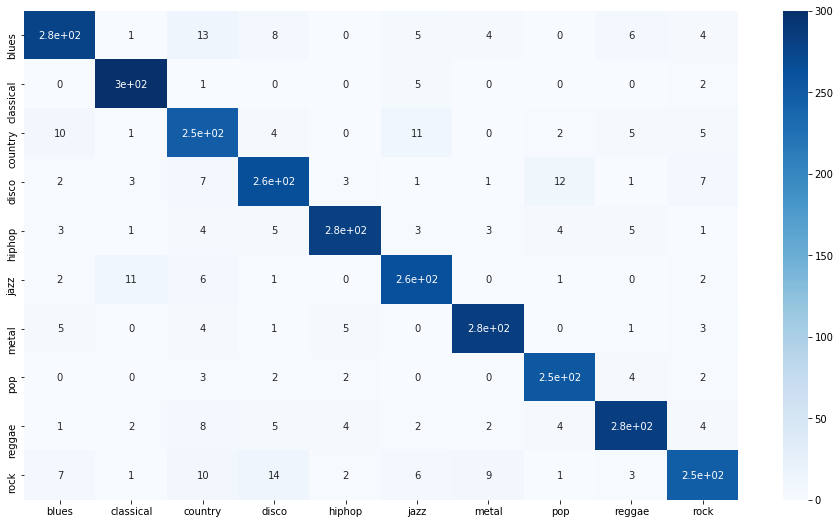 blues 2.8e+02 1 13 8 0 5 4 0 6 4
classical 0 3e+02 1 0 0 5 0 0 0 2
country 10 1 2.5e+02 4 0 11 0 2 5 5
disco 2 3 7 2.6e+02 3 1 1 12 1 7
hiphop 3 1 4 5 2.8e+02 3 3 4 5 1
jazz 2 11 6 1 0 2.6e+02 0 1 0 2
metal 5 0 4 1 5 0 2.8e+02 0 1 3
pop 0 0 3 2 2 0 0 2.5e+02 4 2
reggae 1 2 8 5 4 2 2 4 2.8e+02 4
rock 7 1 10 14 2 6 9 1 3 2.5e+02
blues classical country disco hiphop jazz metal pop reggae rock
300
250
200
150
100
50
0